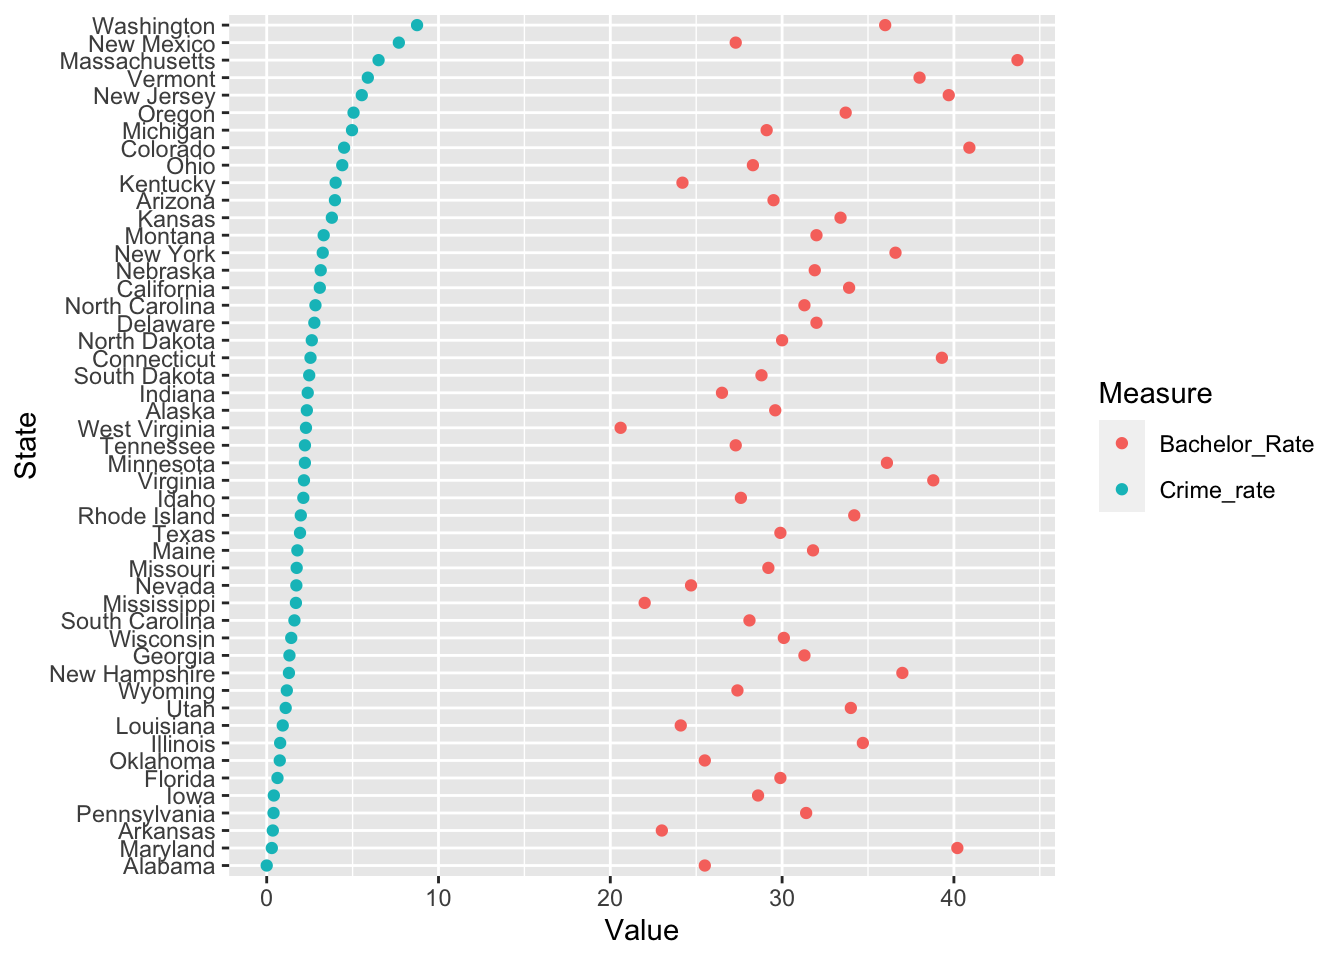 Washington
New Mexico
Massachusetts
Vermont
New Jersey
Oregon
Michigan
Colorado
Ohio
Kentucky
Arizona
Kansas
Montana
New York
Nebraska
California
North Carolina
Delaware
North Dakota
Connecticut
South Dakota
Indiana
Alaska
West Virginia
Tennessee
Minnesota
Virginia
Idaho
Rhode Island
Texas
Maine
Missouri
Nevada
Mississippi
South Carolina
Wisconsin
Georgia
New Hampshire
Wyoming
Utah
Louisiana
Illinois
Oklahoma
Florida
Iowa
Pennsylvania
Arkansas
Maryland
Alabama
State
0 10 20 30 40
Value
Measure
Bachelor_Rate
Crime_rate